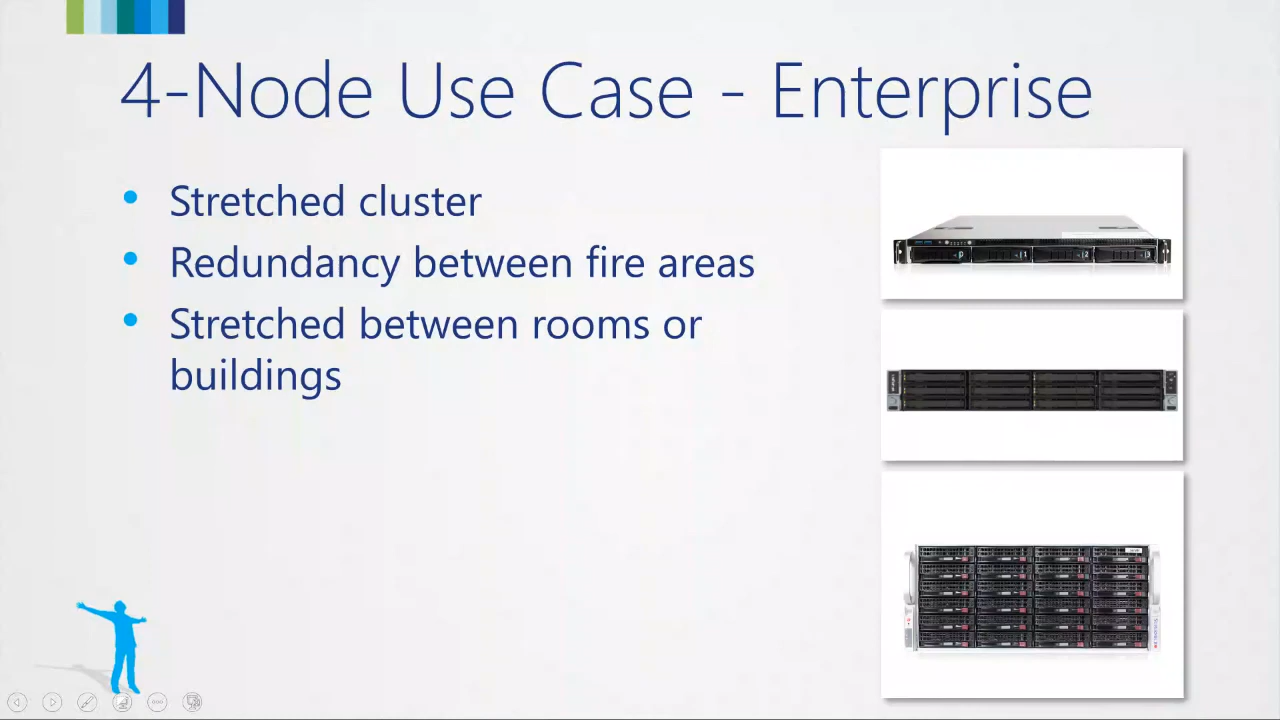 4-Node Use Case - Enterprise
• Stretched cluster
• Redundancy between fire areas
• Stretched between rooms or
buildings